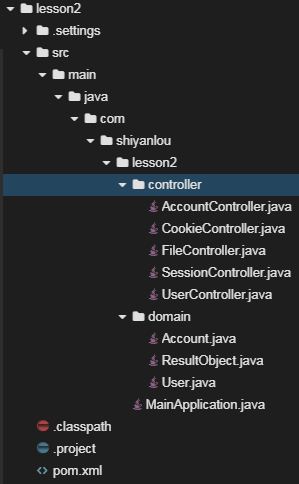 lesson2
.settings
src
main
java
com
shiyanlou
lesson2
controller
AccountController.java
CookieController.java
FileController.java
SessionController.java
UserController.java
domain
Account.java
ResultObject.java
User.java
MainApplication.java
.classpath
.project
pom.xml